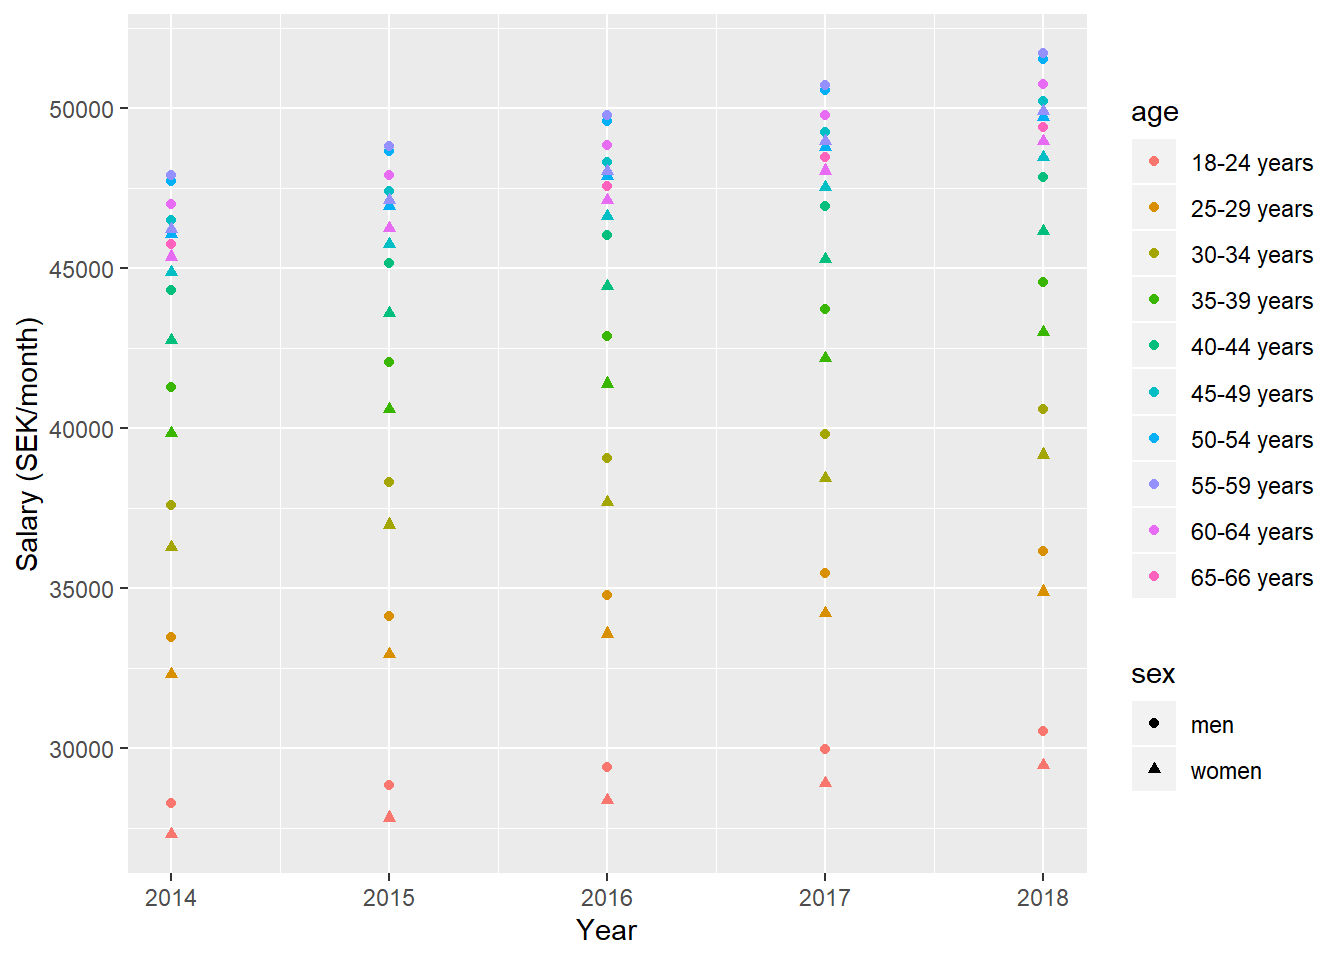 Salary (SEK/month)
50000
45000
40000
35000
30000
2014 2015 2016 2017 2018
Year
age
18-24 years
25-29 years
30-34 years
35-39 years
40-44 years
45-49 years
50-54 years
55-59 years
60-64 years
65-66 years
sex
men
women